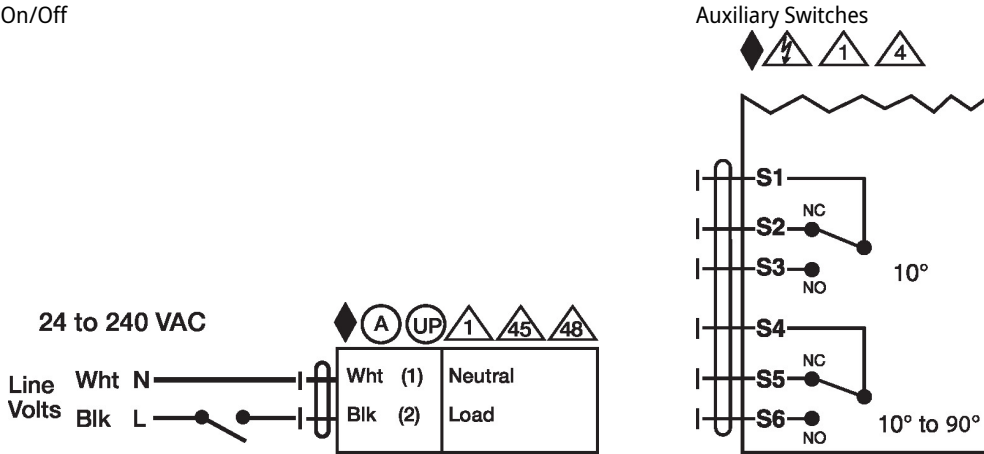 On/Off
24 to 240 VAC
A UP 1 45 48
Line Volts
Wht N
Blk L
Wht (1) Neutral
Blk (2) Load
Auxiliary Switches
1 4
S1
NC
S2
S3
NO
10°
S4
NC
S5
S6
NO
10° to 90°